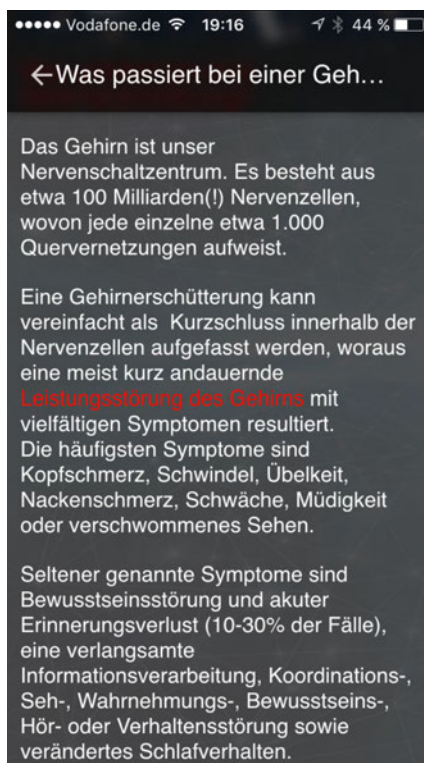 Vodafone.de 19:16 44 %
←Was passiert bei einer Geh…
Das Gehirn ist unser
Nervenschaltzentrum. Es besteht aus
etwa 100 Milliarden(!) Nervenzellen,
wovon jede einzelne etwa 1.000
Quervernetzungen aufweist.
Eine Gehirnerschütterung kann
vereinfacht als Kurzschluss innerhalb der
Nervenzellen aufgefasst werden, woraus
eine meist kurz andauernde
Leistungsstörung des Gehirns mit
vielfältigen Symptomen resultiert.
Die häufigsten Symptome sind
Kopfschmerz, Schwindel, Übelkeit,
Nackenschmerz, Schwäche, Müdigkeit
oder verschwommenes Sehen.
Seltener genannte Symptome sind
Bewusstseinsstörung und akuter
Erinnerungsverlust (10-30% der Fälle),
eine verlangsamte
Informationsverarbeitung, Koordinations-,
Seh-, Wahrnehmungs-, Bewusstseins-,
Hör- oder Verhaltensstörung sowie
verändertes Schlafverhalten.